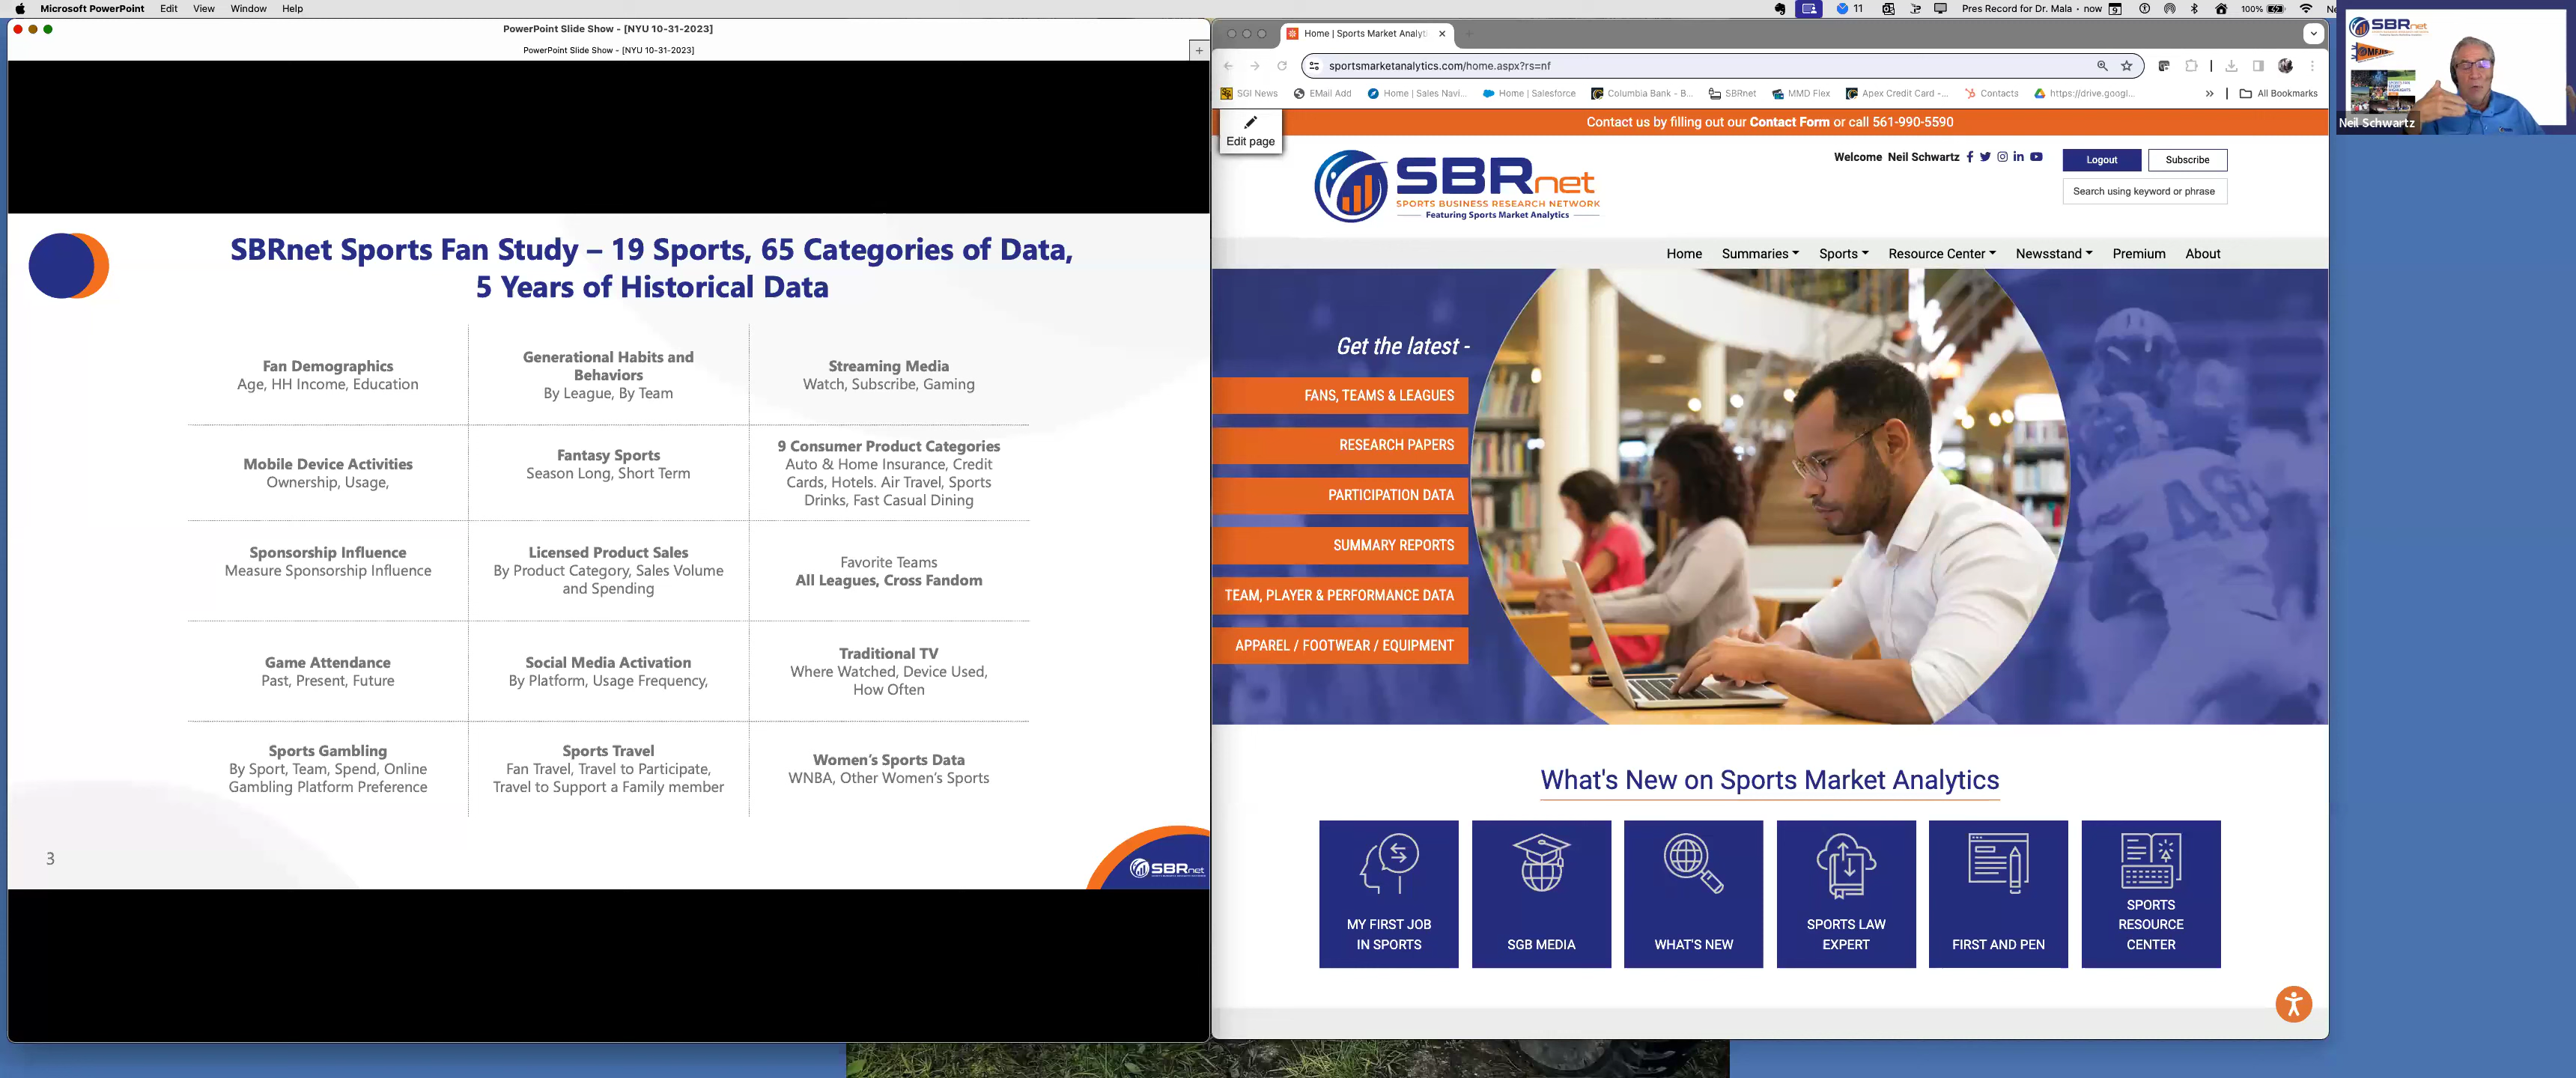 Microsoft PowerPoint Edit View Window Help
11
Pres Record for Dr. Mala · now
9
100%
PowerPoint Slide Show - [NYU 10-31-2023]
PowerPoint Slide Show - [NYU 10-31-2023]
SBRnet Sports Fan Study – 19 Sports, 65 Categories of Data,
5 Years of Historical Data
Fan Demographics
Age, HH Income, Education
Generational Habits and
Behaviors
By League, By Team
Streaming Media
Watch, Subscribe, Gaming
Mobile Device Activities
Ownership, Usage,
Fantasy Sports
Season Long, Short Term
9 Consumer Product Categories
Auto & Home Insurance, Credit
Cards, Hotels. Air Travel, Sports
Drinks, Fast Casual Dining
Sponsorship Influence
Measure Sponsorship Influence
Licensed Product Sales
By Product Category, Sales Volume
and Spending
Favorite Teams
All Leagues, Cross Fandom
Game Attendance
Past, Present, Future
Social Media Activation
By Platform, Usage Frequency,
Traditional TV
Where Watched, Device Used,
How Often
Sports Gambling
By Sport, Team, Spend, Online
Gambling Platform Preference
Sports Travel
Fan Travel, Travel to Participate,
Travel to Support a Family member
Women's Sports Data
WNBA, Other Women's Sports
3
SBRnet
Home | Sports Market Analyt
sportsmarketanalytics.com/home.aspx?rs=nf
SGI News
EMail Add
Home | Sales Navi...
Home | Salesforce
Columbia Bank - B...
SBRnet
MMD Flex
Apex Credit Card -...
Contacts
https://drive.googl...
All Bookmarks
Contact us by filling out our Contact Form or call 561-990-5590
Edit page
SBRnet
SPORTS BUSINESS RESEARCH NETWORK
Featuring Sports Market Analytics
Welcome Neil Schwartz
Logout
Subscribe
Search using keyword or phrase
Home Summaries Sports Resource Center Newsstand Premium About
Get the latest -
FANS, TEAMS & LEAGUES
RESEARCH PAPERS
PARTICIPATION DATA
SUMMARY REPORTS
TEAM, PLAYER & PERFORMANCE DATA
APPAREL / FOOTWEAR / EQUIPMENT
What's New on Sports Market Analytics
MY FIRST JOB
IN SPORTS
SGB MEDIA
WHAT'S NEW
SPORTS LAW
EXPERT
FIRST AND PEN
SPORTS
RESOURCE
CENTER
SBRnet
Neil Schwartz